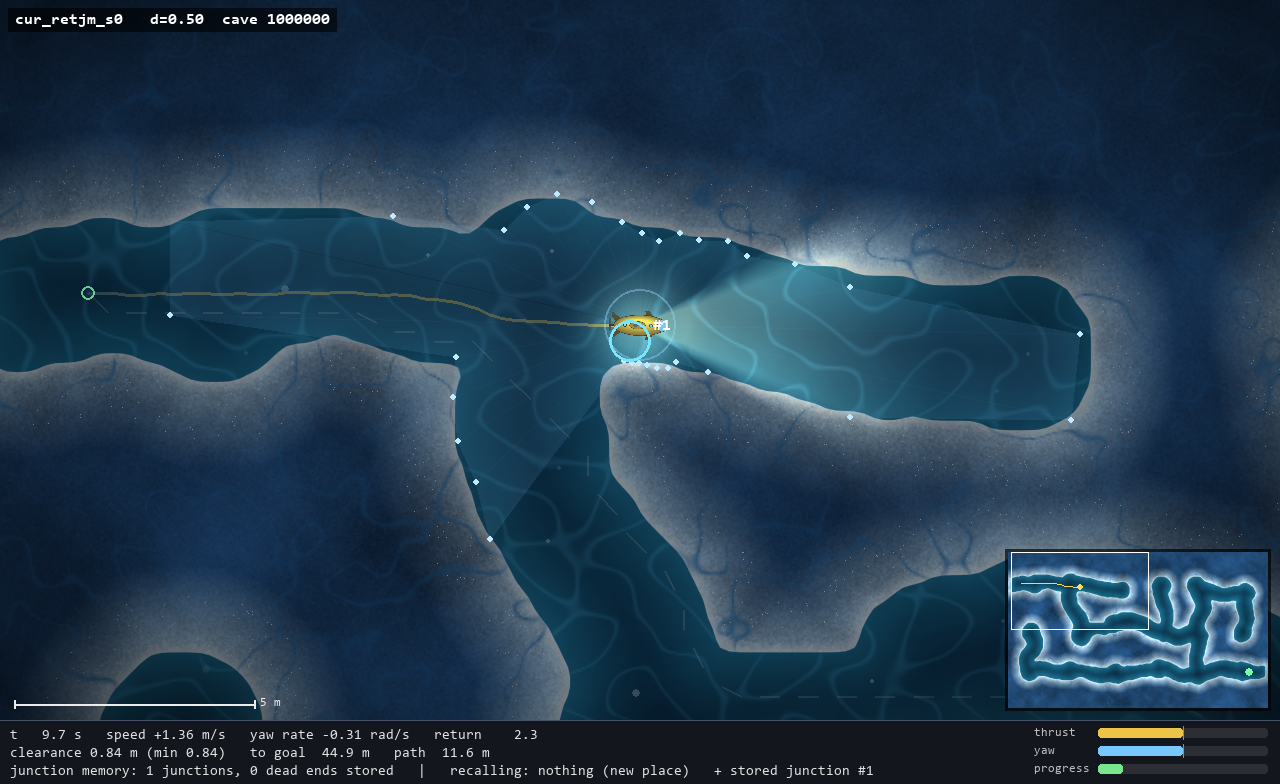 cur_retjm_s0 d=0.50 cave 1000000
#1
5 m
t 9.7 s speed +1.36 m/s yaw rate -0.31 rad/s return 2.3
clearance 0.84 m (min 0.84) to goal 44.9 m path 11.6 m
junction memory: 1 junctions, 0 dead ends stored | recalling: nothing (new place) + stored junction #1
thrust
yaw
progress